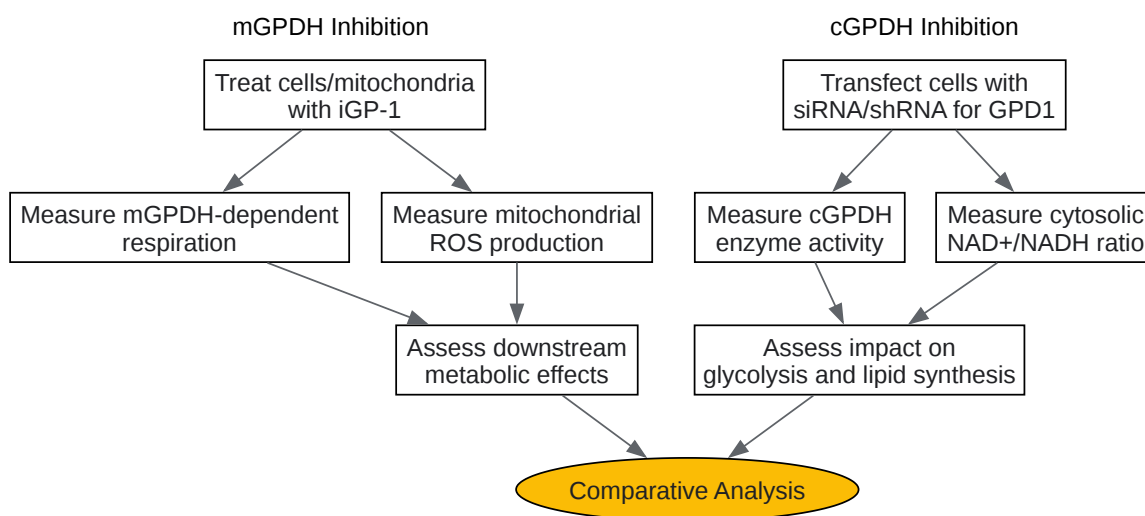 mGPDH Inhibition
cGPDH Inhibition
Treat cells/mitochondria
with iGP-1
Transfect cells with
siRNA/shRNA for GPD1
Measure mGPDH-dependent
respiration
Measure mitochondrial
ROS production
Measure cGPDH
enzyme activity
Measure cytosolic
NAD+/NADH ratio
Assess downstream
metabolic effects
Assess impact on
glycolysis and lipid synthesis
Comparative Analysis